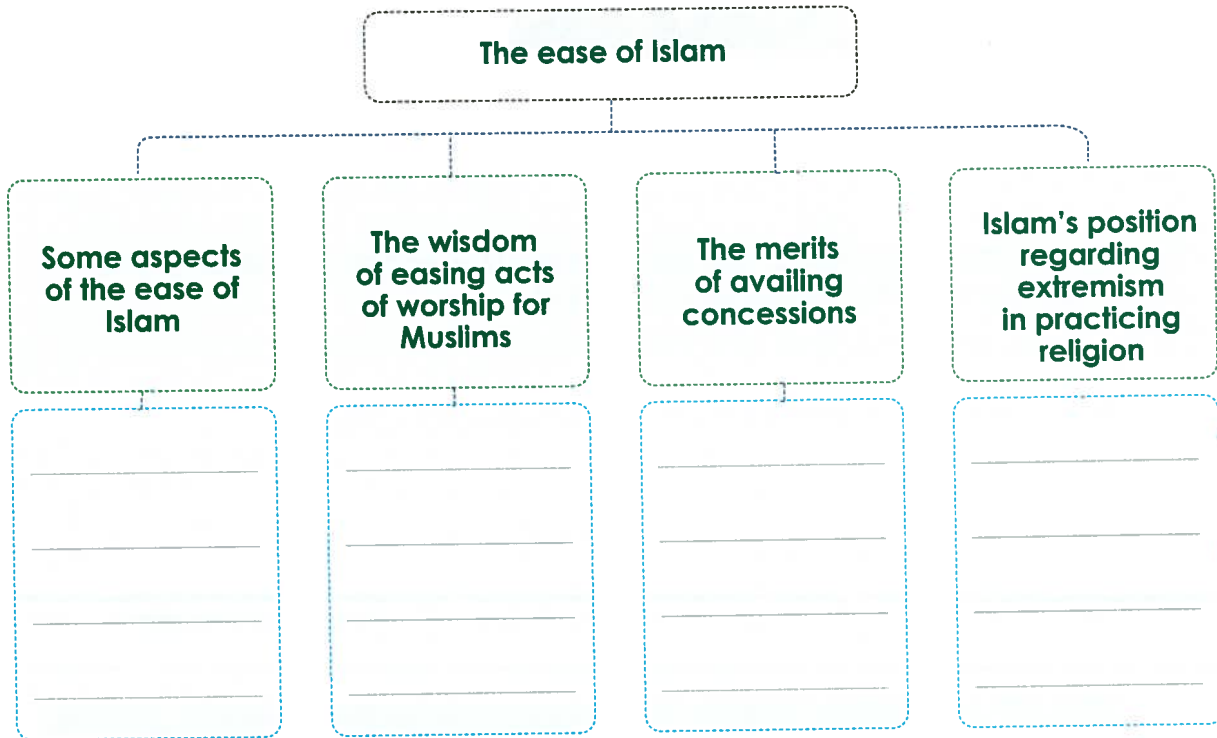 The ease of Islam
Some aspects
of the ease of
Islam
The wisdom
of easing acts
of worship for
Muslims
The merits
of availing
concessions
Islam's position
regarding
extremism
in practicing
religion